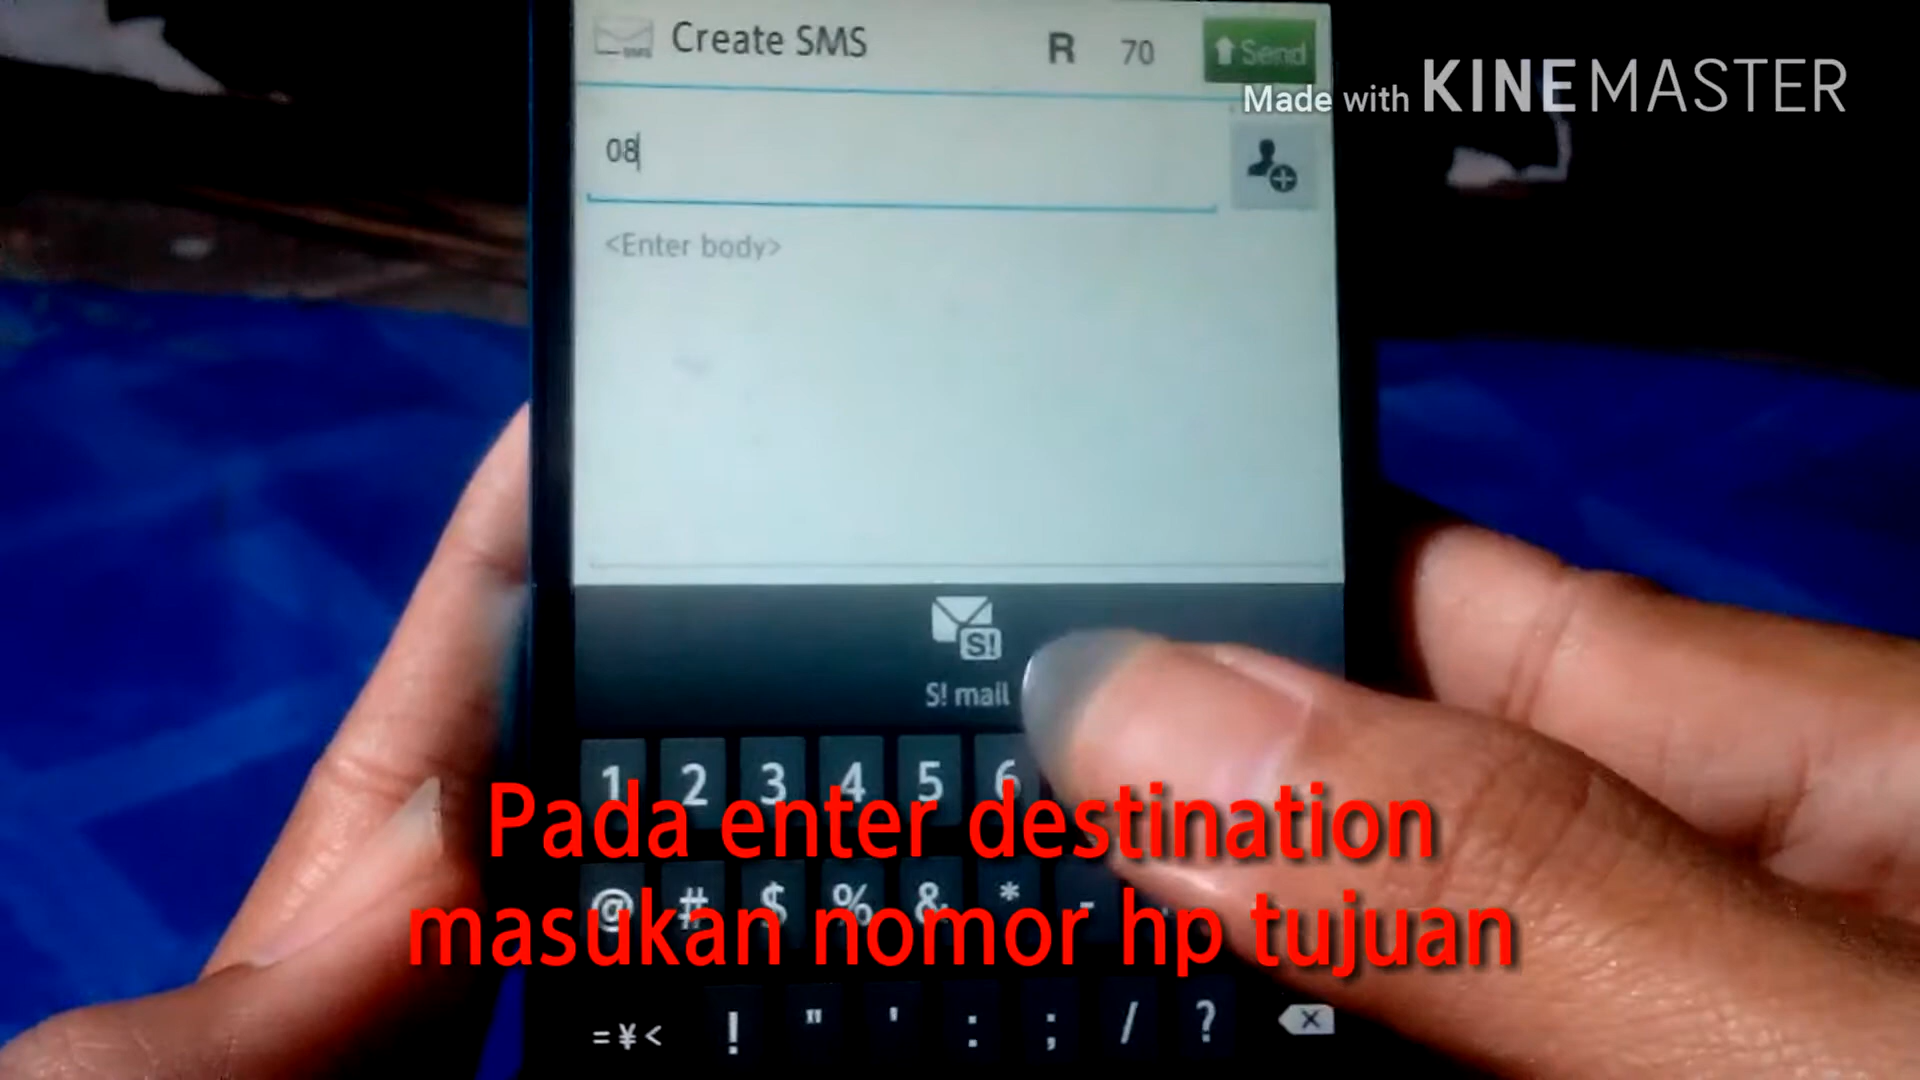 Create SMS R 70 Send
Made with KINEMASTER
08
<Enter body>
S!
S! mail
1 2 3 4 5 6
Pada enter destination
@ # $ % & * -
masukan nomor hp tujuan
= ¥ < ! " ' : ; / ?